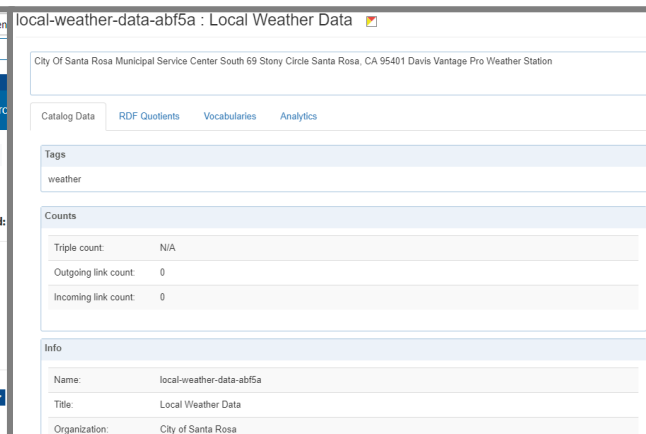 local-weather-data-abf5a : Local Weather Data
City Of Santa Rosa Municipal Service Center South 69 Stony Circle Santa Rosa, CA 95401 Davis Vantage Pro Weather Station
Catalog Data RDF Quotients Vocabularies Analytics
Tags
weather
Counts
Triple count: N/A
Outgoing link count: 0
Incoming link count: 0
Info
Name: local-weather-data-abf5a
Title: Local Weather Data
Organization: City of Santa Rosa